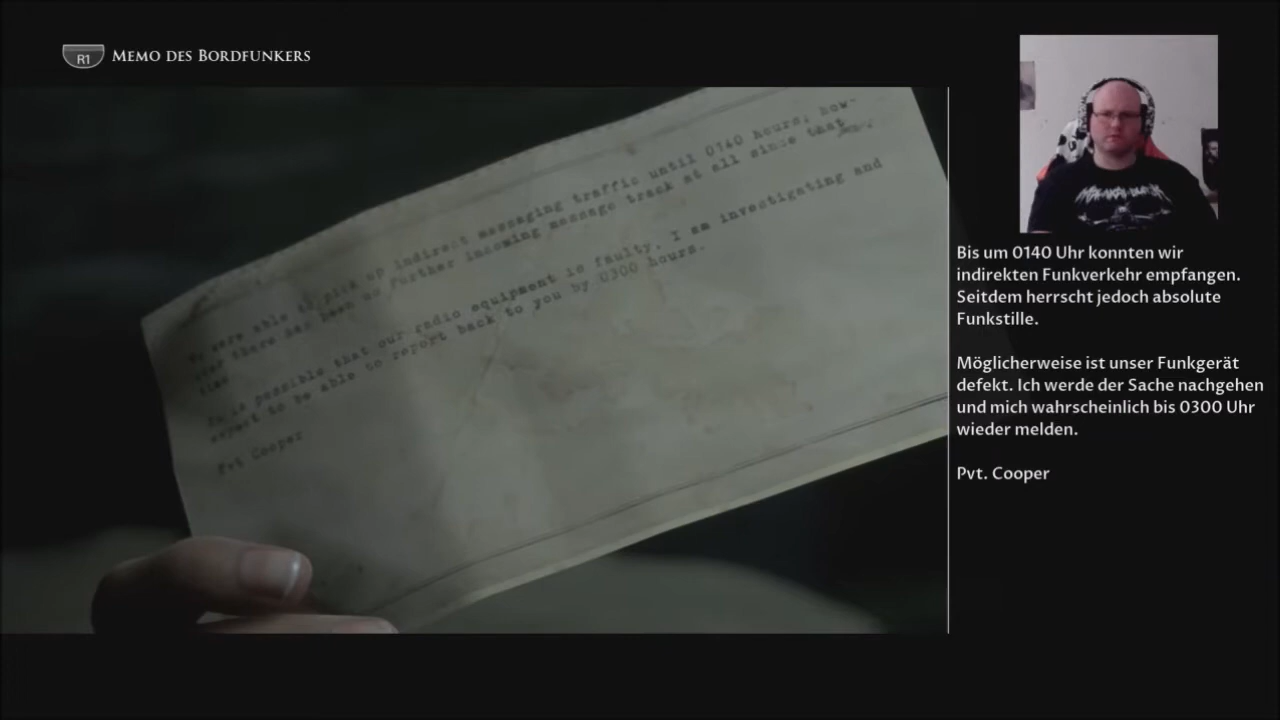 R1 Memo des Bordfunkers
We were able to pick up indirect messaging traffic until 0140 hours, how-
ever there has been no further incoming message track at all since that
time
It is possible that our radio equipment is faulty. I am investigating and
expect to be able to report back to you by 0300 hours.
Pvt Cooper
Bis um 0140 Uhr konnten wir
indirekten Funkverkehr empfangen.
Seitdem herrscht jedoch absolute
Funkstille.
Möglicherweise ist unser Funkgerät
defekt. Ich werde der Sache nachgehen
und mich wahrscheinlich bis 0300 Uhr
wieder melden.
Pvt. Cooper